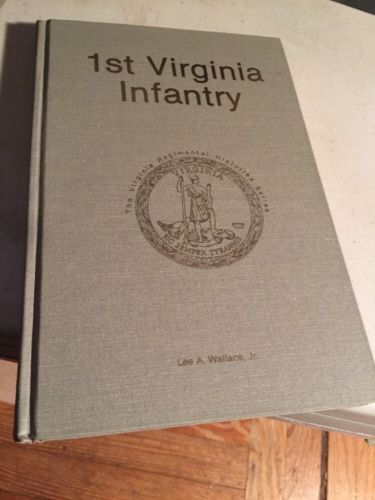 1st Virginia
Infantry
The Virginia Regimental Histories Series
VIRGINIA
SIC SEMPER TYRANNIS
Lee A. Wallace, Jr.